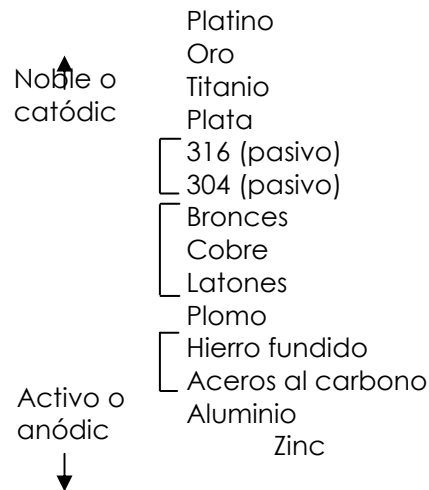 Platino
Oro
Noble o
catódic
Titanio
Plata
316 (pasivo)
304 (pasivo)
Bronces
Cobre
Latones
Plomo
Hierro fundido
Aceros al carbono
Activo o
anódic
Aluminio
Zinc